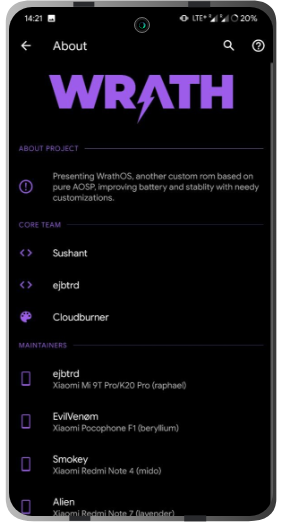 14:21 LTE+ 20%
About
WRATH
ABOUT PROJECT
Presenting WrathOS, another custom rom based on
pure AOSP, improving battery and stablity with needy
customizations.
CORE TEAM
Sushant
ejbtrd
Cloudburner
MAINTAINERS
ejbtrd
Xiaomi Mi 9T Pro/K20 Pro (raphael)
EvilVenøm
Xiaomi Pocophone F1 (beryllium)
Smokey
Xiaomi Redmi Note 4 (mido)
Alien
Xiaomi Redmi Note 7 (lavender)